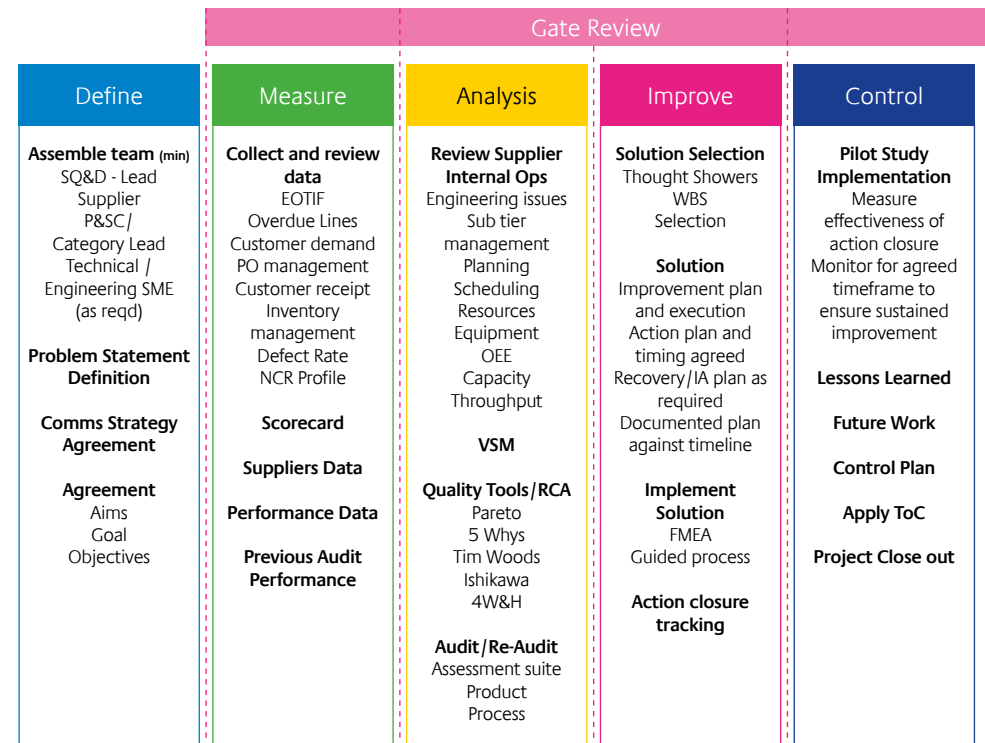 Gate Review
Define
Assemble team (min)
SQ&D - Lead
Supplier
P&SC/
Category Lead
Technical /
Engineering SME
(as reqd)
Problem Statement
Definition
Comms Strategy
Agreement
Agreement
Aims
Goal
Objectives
Measure
Collect and review
data
EOTIF
Overdue Lines
Customer demand
PO management
Customer receipt
Inventory
management
Defect Rate
NCR Profile
Scorecard
Suppliers Data
Performance Data
Previous Audit
Performance
Analysis
Review Supplier
Internal Ops
Engineering issues
Sub tier
management
Planning
Scheduling
Resources
Equipment
OEE
Capacity
Throughput
VSM
Quality Tools/RCA
Pareto
5 Whys
Tim Woods
Ishikawa
4W&H
Audit/Re-Audit
Assessment suite
Product
Process
Improve
Solution Selection
Thought Showers
WBS
Selection
Solution
Improvement plan
and execution
Action plan and
timing agreed
Recovery/IA plan as
required
Documented plan
against timeline
Implement
Solution
FMEA
Guided process
Action closure
tracking
Control
Pilot Study
Implementation
Measure
effectiveness of
action closure
Monitor for agreed
timeframe to
ensure sustained
improvement
Lessons Learned
Future Work
Control Plan
Apply ToC
Project Close out